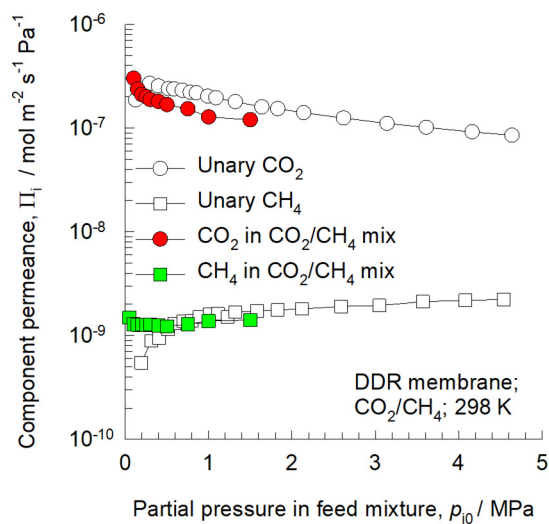 Component permeance, Πᵢ / mol m⁻² s⁻¹ Pa⁻¹
10⁻⁶
10⁻⁷
10⁻⁸
10⁻⁹
10⁻¹⁰
Unary CO₂
Unary CH₄
CO₂ in CO₂/CH₄ mix
CH₄ in CO₂/CH₄ mix
DDR membrane;
CO₂/CH₄; 298 K
0 1 2 3 4 5
Partial pressure in feed mixture, pᵢ₀ / MPa